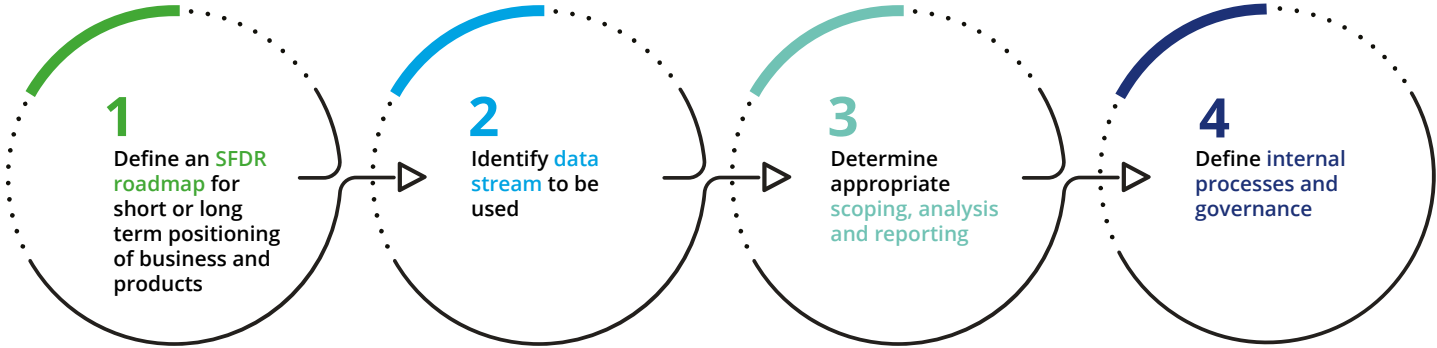 1
Define an SFDR
roadmap for
short or long
term positioning
of business and
products
2
Identify data
stream to be
used
3
Determine
appropriate
scoping, analysis
and reporting
4
Define internal
processes and
governance